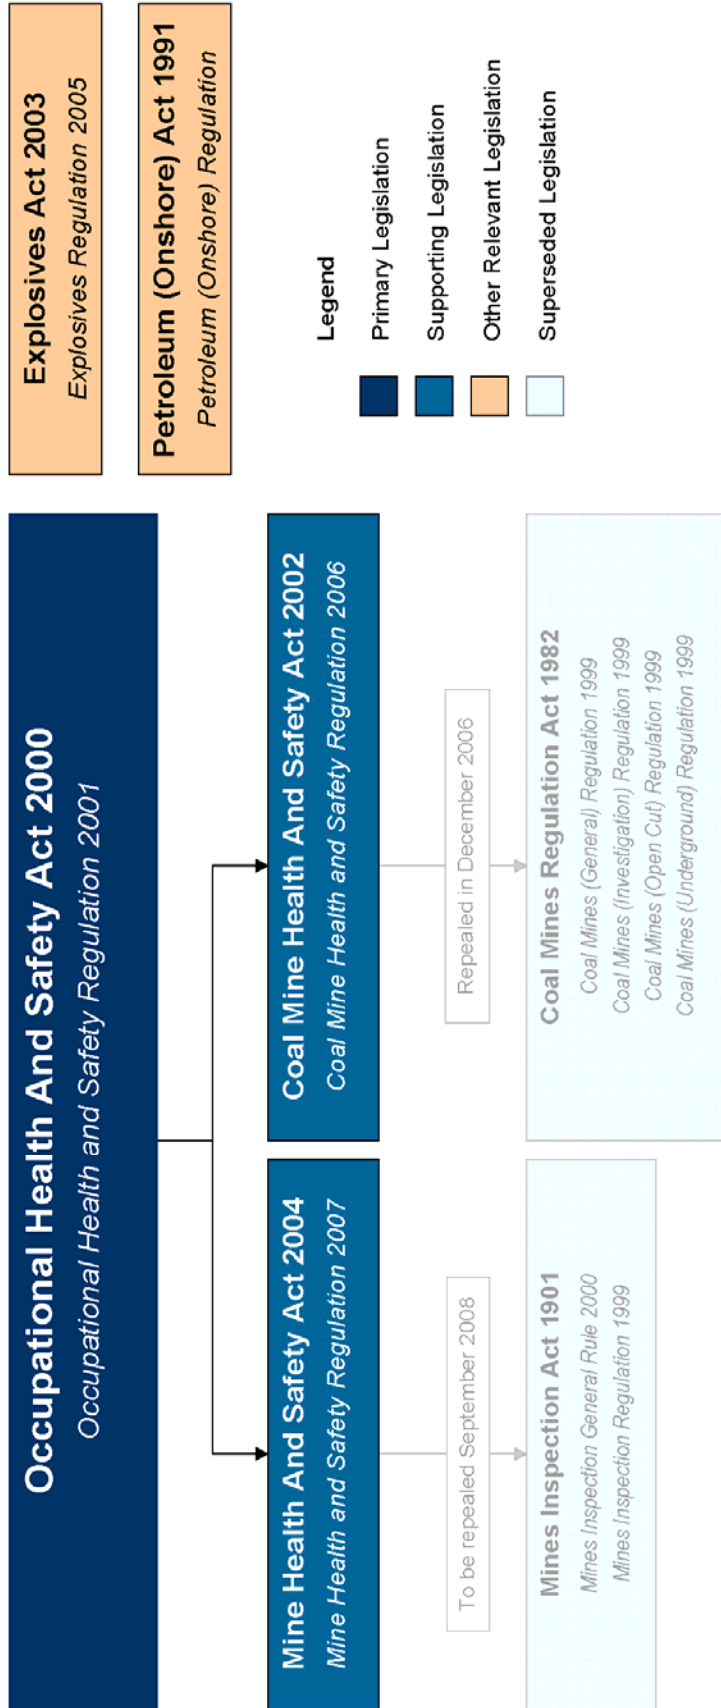 Occupational Health And Safety Act 2000
Occupational Health and Safety Regulation 2001
Mine Health And Safety Act 2004
Mine Health and Safety Regulation 2007
Coal Mine Health And Safety Act 2002
Coal Mine Health and Safety Regulation 2006
To be repealed September 2008
Repealed in December 2006
Mines Inspection Act 1901
Mines Inspection General Rule 2000
Mines Inspection Regulation 1999
Coal Mines Regulation Act 1982
Coal Mines (General) Regulation 1999
Coal Mines (Investigation) Regulation 1999
Coal Mines (Open Cut) Regulation 1999
Coal Mines (Underground) Regulation 1999
Explosives Act 2003
Explosives Regulation 2005
Petroleum (Onshore) Act 1991
Petroleum (Onshore) Regulation
Legend
Primary Legislation
Supporting Legislation
Other Relevant Legislation
Superseded Legislation